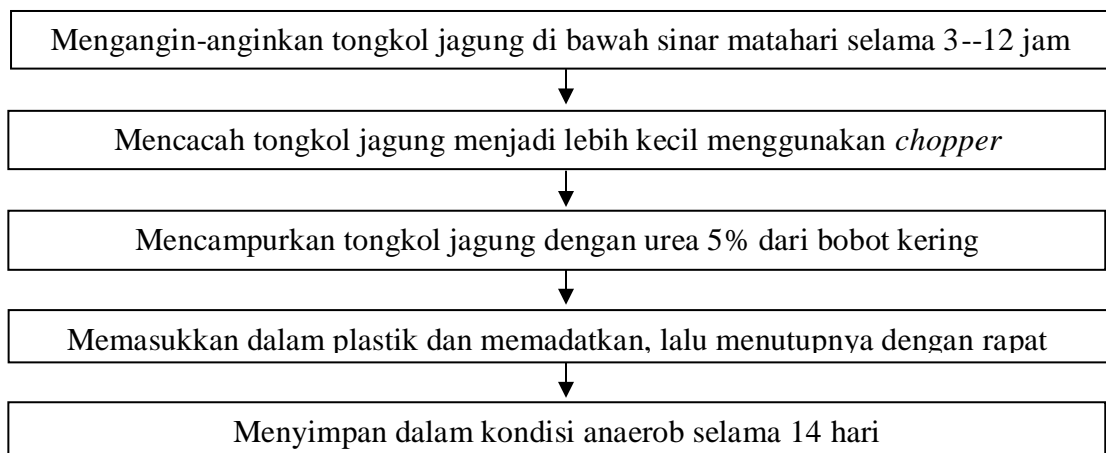 Mengangin-anginkan tongkol jagung di bawah sinar matahari selama 3--12 jam
Mencacah tongkol jagung menjadi lebih kecil menggunakan chopper
Mencampurkan tongkol jagung dengan urea 5% dari bobot kering
Memasukkan dalam plastik dan memadatkan, lalu menutupnya dengan rapat
Menyimpan dalam kondisi anaerob selama 14 hari